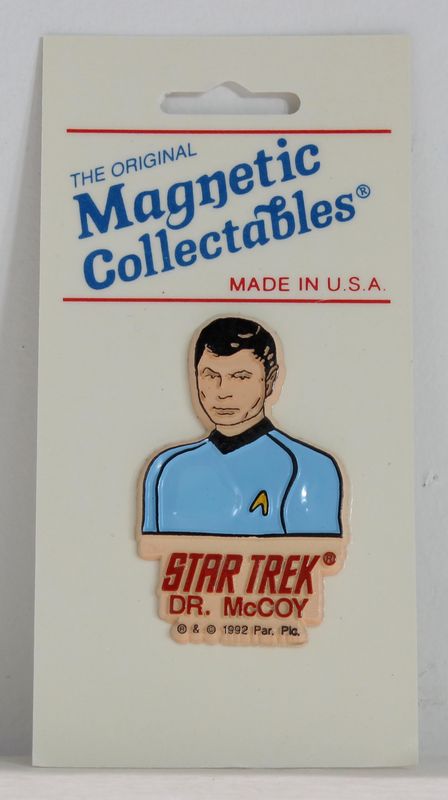 THE ORIGINAL
Magnetic
Collectables®
MADE IN U.S.A.
STAR TREK®
DR. McCOY
® & © 1992 Par. Pic.